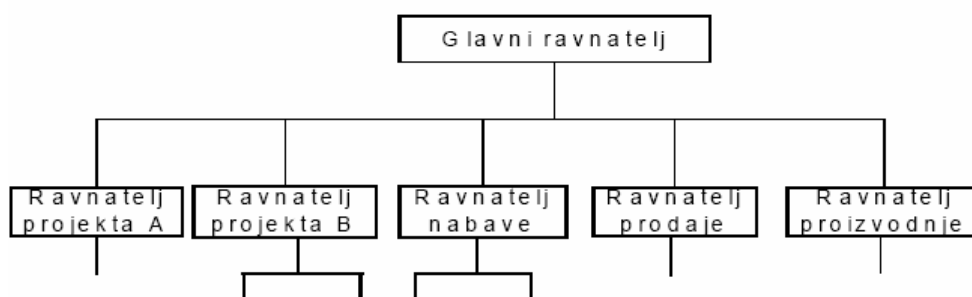 Glavni ravnatelj
Ravnatelj
projekta A
Ravnatelj
projekta B
Ravnatelj
nabave
Ravnatelj
prodaje
Ravnatelj
proizvodnje